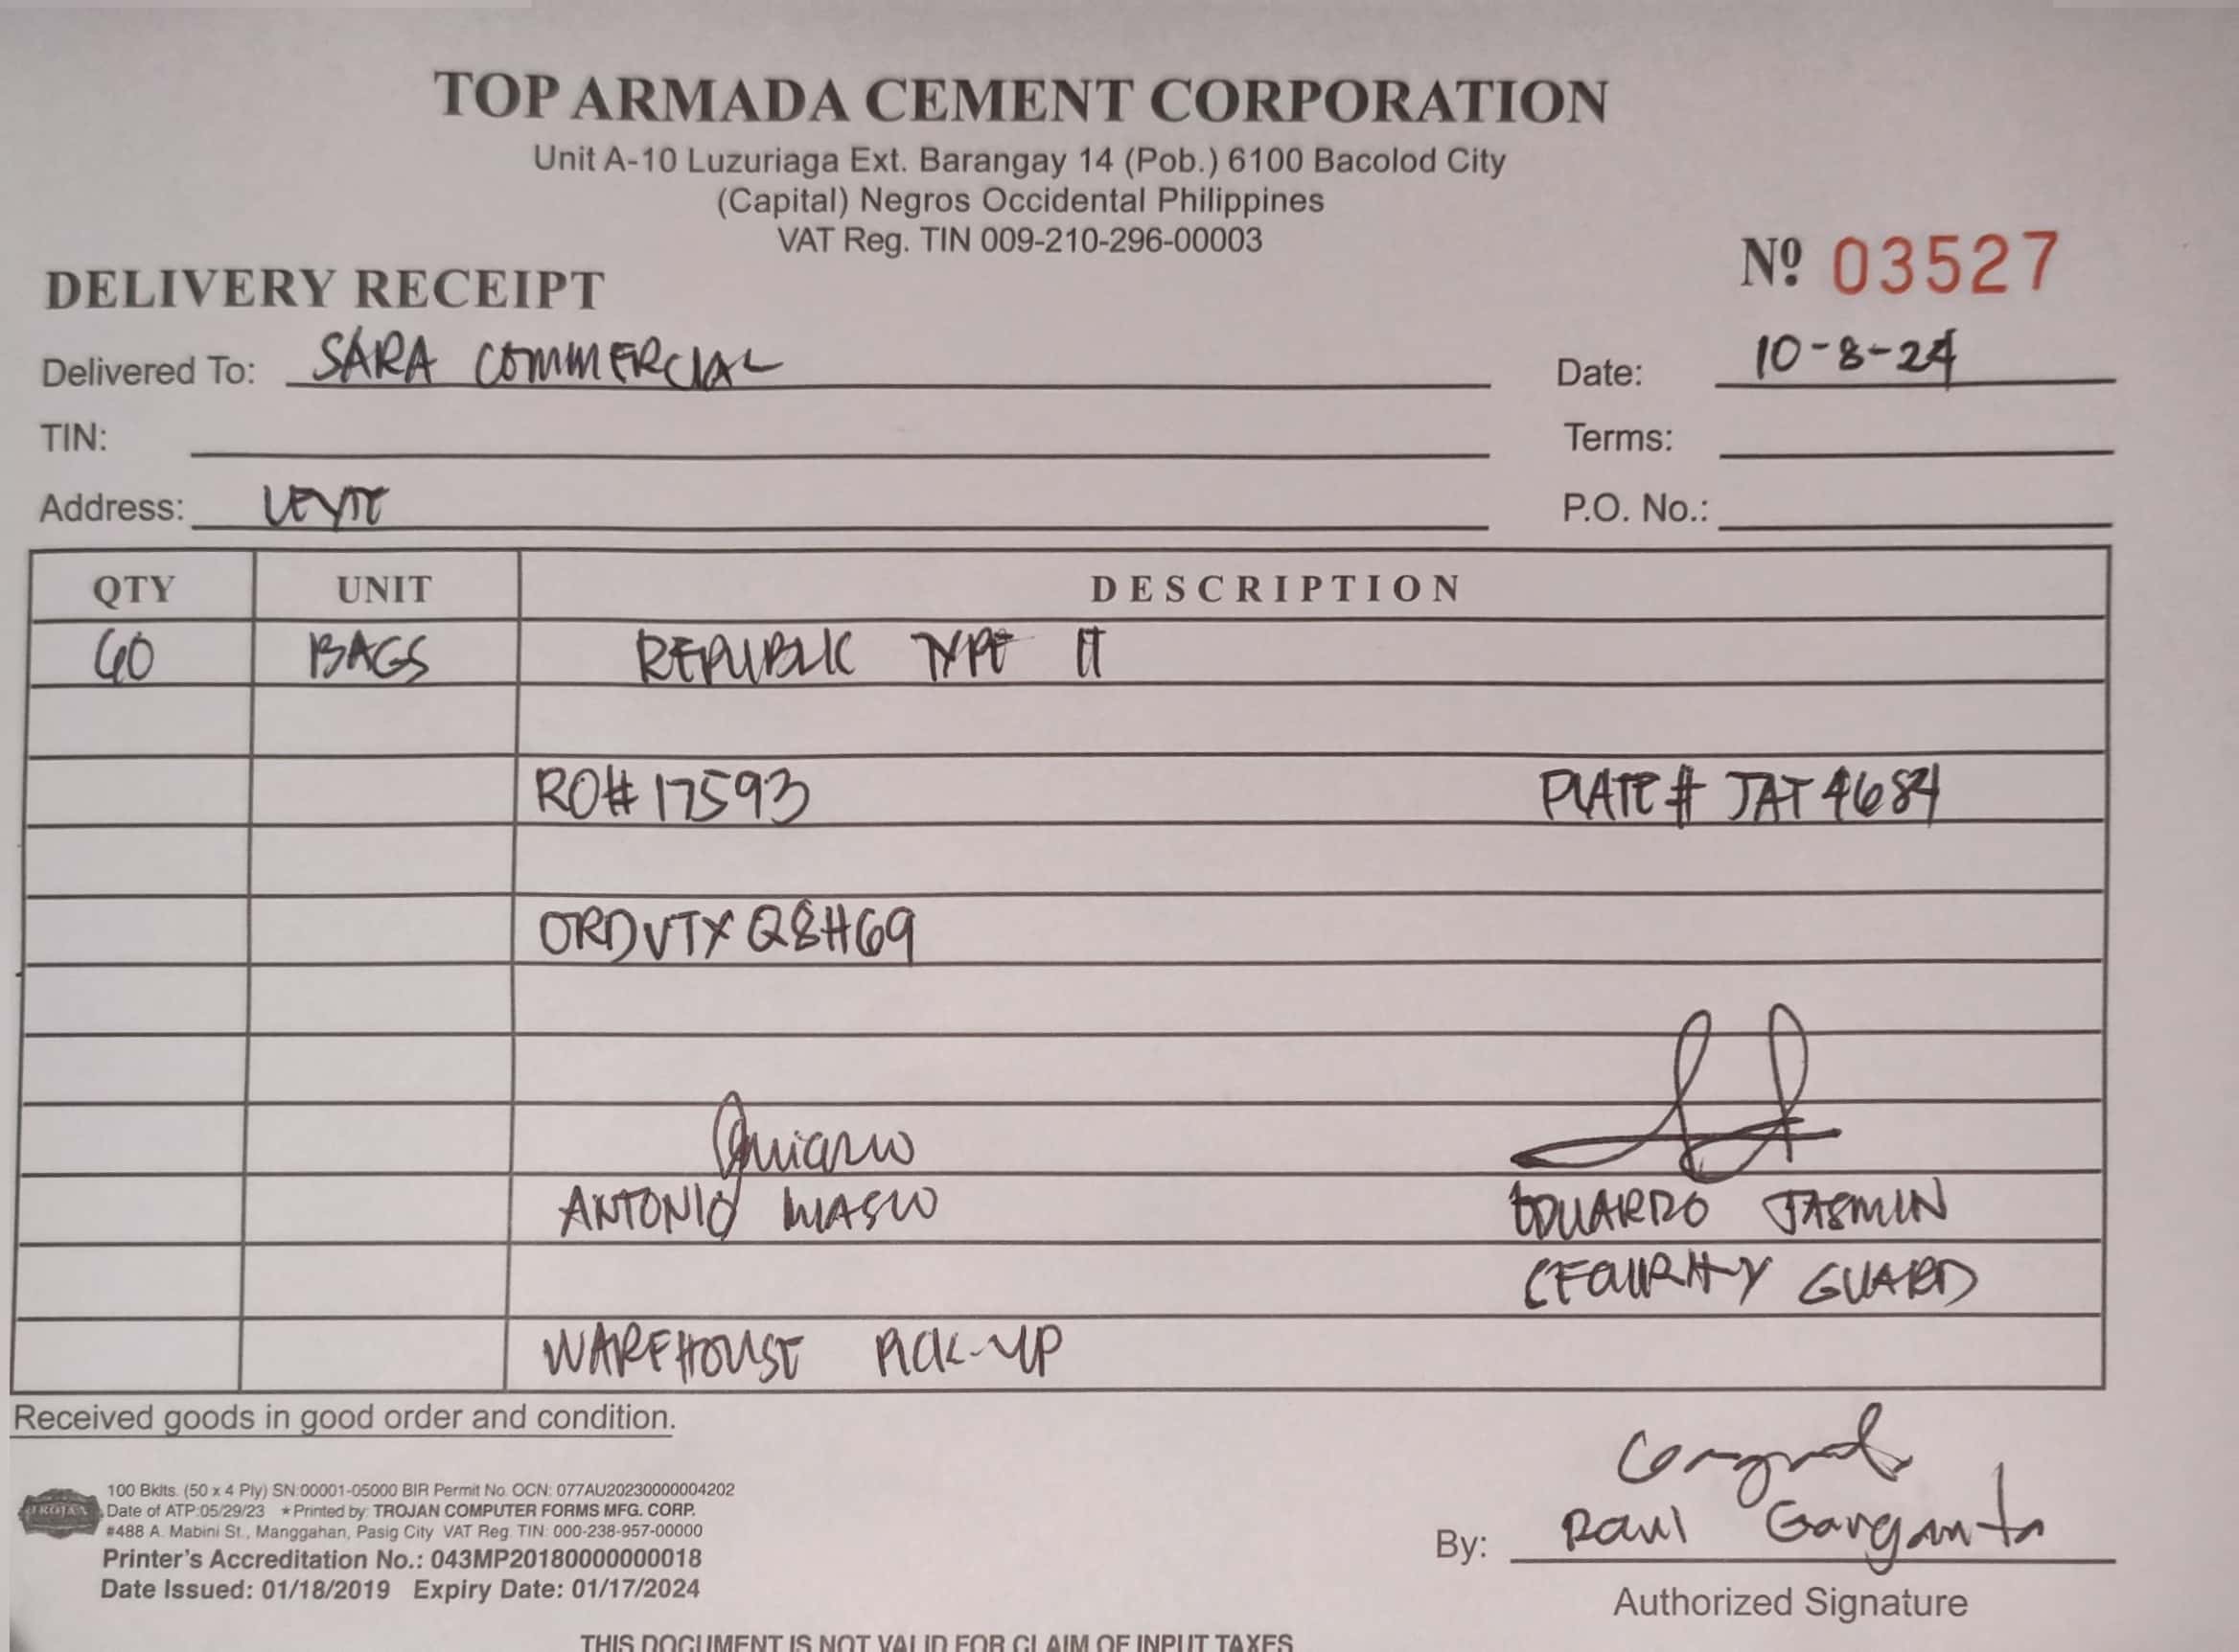 TOP ARMADA CEMENT CORPORATION
Unit A-10 Luzuriaga Ext. Barangay 14 (Pob.) 6100 Bacolod City
(Capital) Negros Occidental Philippines
VAT Reg. TIN 009-210-296-00003
Nº 03527
DELIVERY RECEIPT
Delivered To: SARA COMMERCIAL Date: 10-8-24
TIN: Terms:
Address: LEYTE P.O. No.:
QTY UNIT DESCRIPTION
60 BAGS REPUBLIC TYPE II
RO# 17593 PLATE # JAT 4684
ORDVTXQ8H69
ANTONIO EDUARDO JASMIN
SECURITY GUARD
WAREHOUSE PICK-UP
Received goods in good order and condition.
TROJAN
100 Bklts. (50 x 4 Ply) SN:00001-05000 BIR Permit No. OCN: 077AU20230000004202
Date of ATP:05/29/23 ★Printed by: TROJAN COMPUTER FORMS MFG. CORP.
#488 A. Mabini St., Manggahan, Pasig City VAT Reg. TIN: 000-238-957-00000
Printer's Accreditation No.: 043MP20180000000018
Date Issued: 01/18/2019 Expiry Date: 01/17/2024
By: Raul Garganta
Authorized Signature
THIS DOCUMENT IS NOT VALID FOR CLAIM OF INPUT TAXES